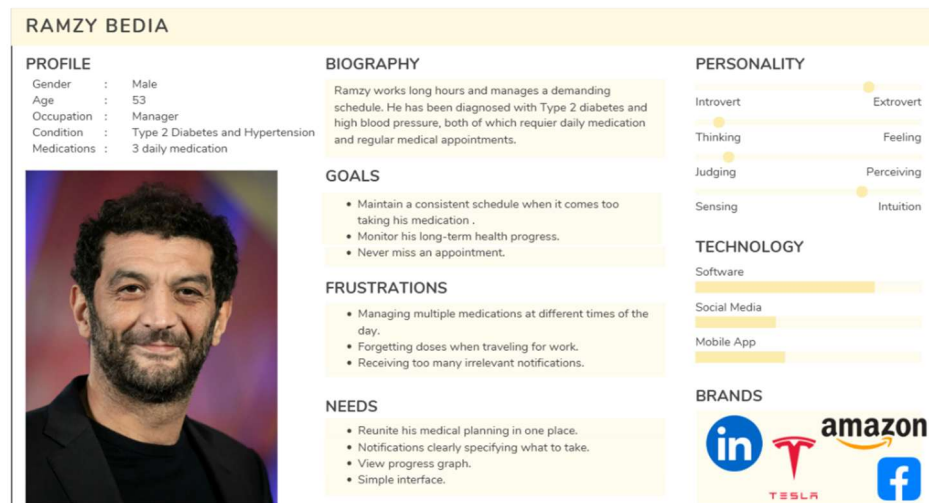 RAMZY BEDIA
PROFILE
Gender : Male
Age : 53
Occupation : Manager
Condition : Type 2 Diabetes and Hypertension
Medications : 3 daily medication
BIOGRAPHY
Ramzy works long hours and manages a demanding
schedule. He has been diagnosed with Type 2 diabetes and
high blood pressure, both of which requier daily medication
and regular medical appointments.
GOALS
• Maintain a consistent schedule when it comes too
taking his medication .
• Monitor his long-term health progress.
• Never miss an appointment.
FRUSTRATIONS
• Managing multiple medications at different times of the
day.
• Forgetting doses when traveling for work.
• Receiving too many irrelevant notifications.
NEEDS
• Reunite his medical planning in one place.
• Notifications clearly specifying what to take.
• View progress graph.
• Simple interface.
PERSONALITY
Introvert Extrovert
Thinking Feeling
Judging Perceiving
Sensing Intuition
TECHNOLOGY
Software
Social Media
Mobile App
BRANDS
in
TESLA
amazon
f